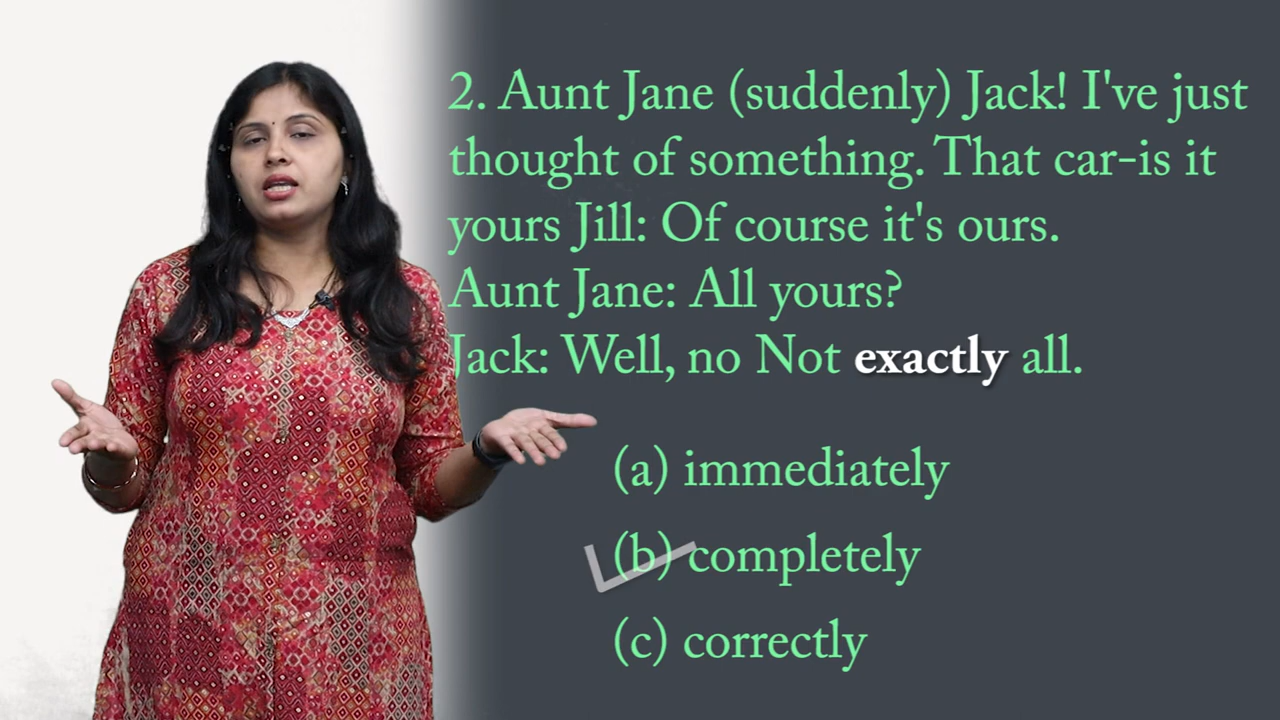 2. Aunt Jane (suddenly) Jack! I've just
thought of something. That car-is it
yours Jill: Of course it's ours.
Aunt Jane: All yours?
Jack: Well, no Not exactly all.
(a) immediately
(b) completely
(c) correctly